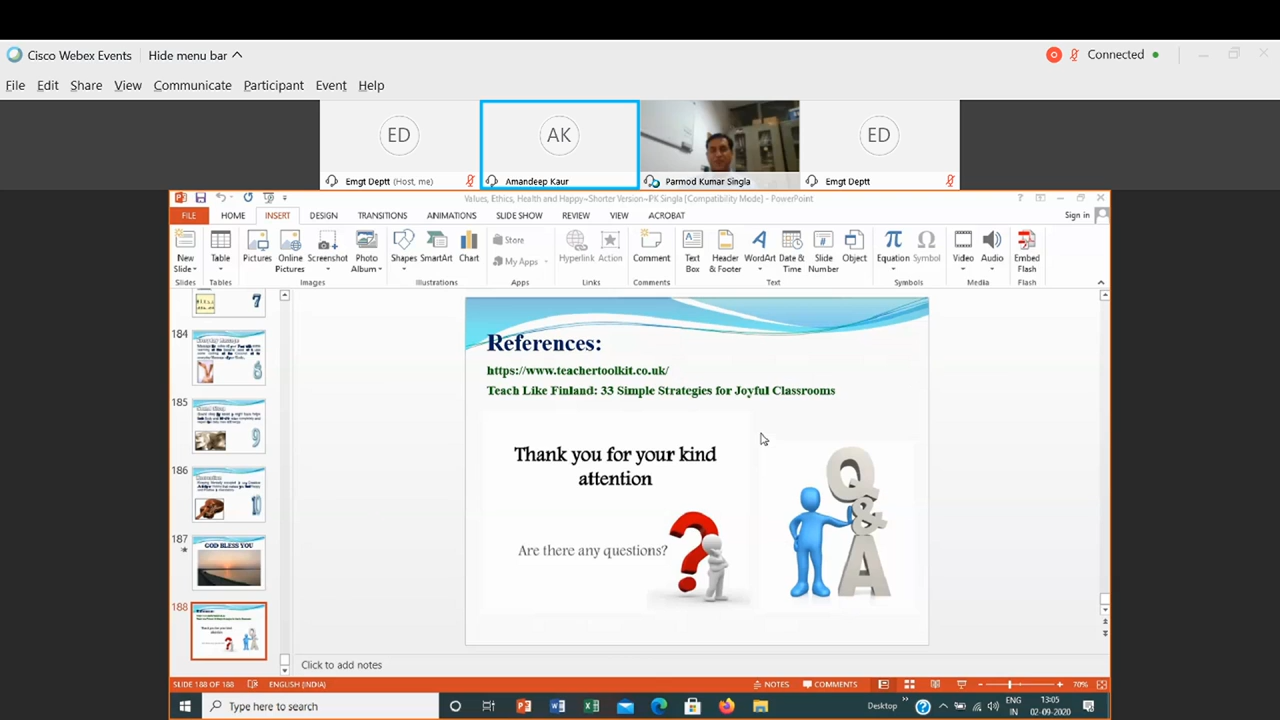 Cisco Webex Events
Hide menu bar
Connected
File Edit Share View Communicate Participant Event Help
ED
AK
ED
Emgt Deptt (Host, me)
Amandeep Kaur
Parmod Kumar Singla
Emgt Deptt
Values, Ethics, Health and Happy~Shorter Version~PK Singla [Compatibility Mode] - PowerPoint
FILE HOME INSERT DESIGN TRANSITIONS ANIMATIONS SLIDE SHOW REVIEW VIEW ACROBAT
Sign in
New Slide
Table
Pictures
Online Pictures
Screenshot
Photo Album
Shapes
SmartArt
Chart
Store
My Apps
Hyperlink
Action
Comment
Text Box
Header & Footer
WordArt
Date & Time
Slide Number
Object
Equation
Symbol
Video
Audio
Embed Flash
Slides
Tables
Images
Illustrations
Apps
Links
Comments
Text
Symbols
Media
Flash
7
184
8
185
9
186
10
187
GOD BLESS YOU
188
References:
https://www.teachertoolkit.co.uk/
Teach Like Finland: 33 Simple Strategies for Joyful Classrooms
Thank you for your kind
attention
Are there any questions?
Q
&
A
Click to add notes
SLIDE 188 OF 188
ENGLISH (INDIA)
NOTES
COMMENTS
70%
Type here to search
Desktop
ENG
IN
13:05
02-09-2020